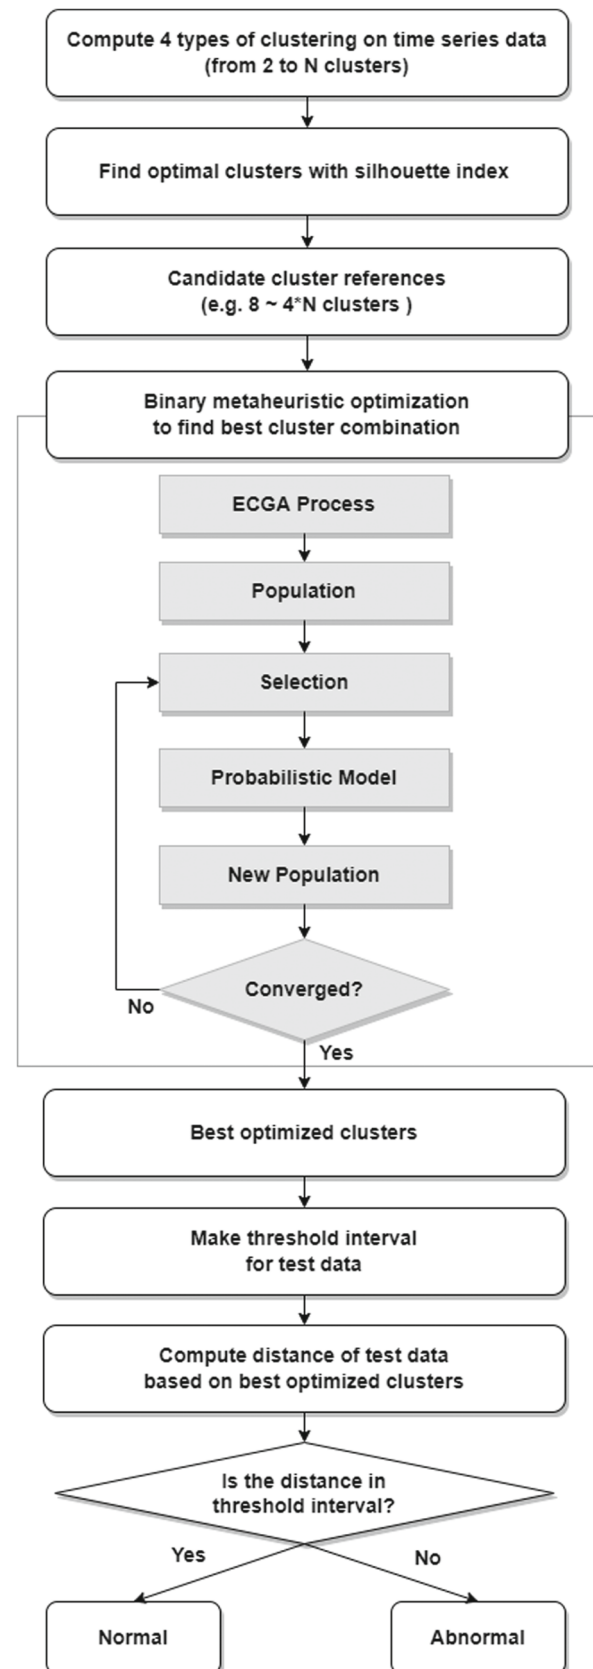 Compute 4 types of clustering on time series data
(from 2 to N clusters)
Find optimal clusters with silhouette index
Candidate cluster references
(e.g. 8 ~ 4*N clusters )
Binary metaheuristic optimization
to find best cluster combination
ECGA Process
Population
Selection
Probabilistic Model
New Population
Converged?
No
Yes
Best optimized clusters
Make threshold interval
for test data
Compute distance of test data
based on best optimized clusters
Is the distance in
threshold interval?
Yes
No
Normal
Abnormal